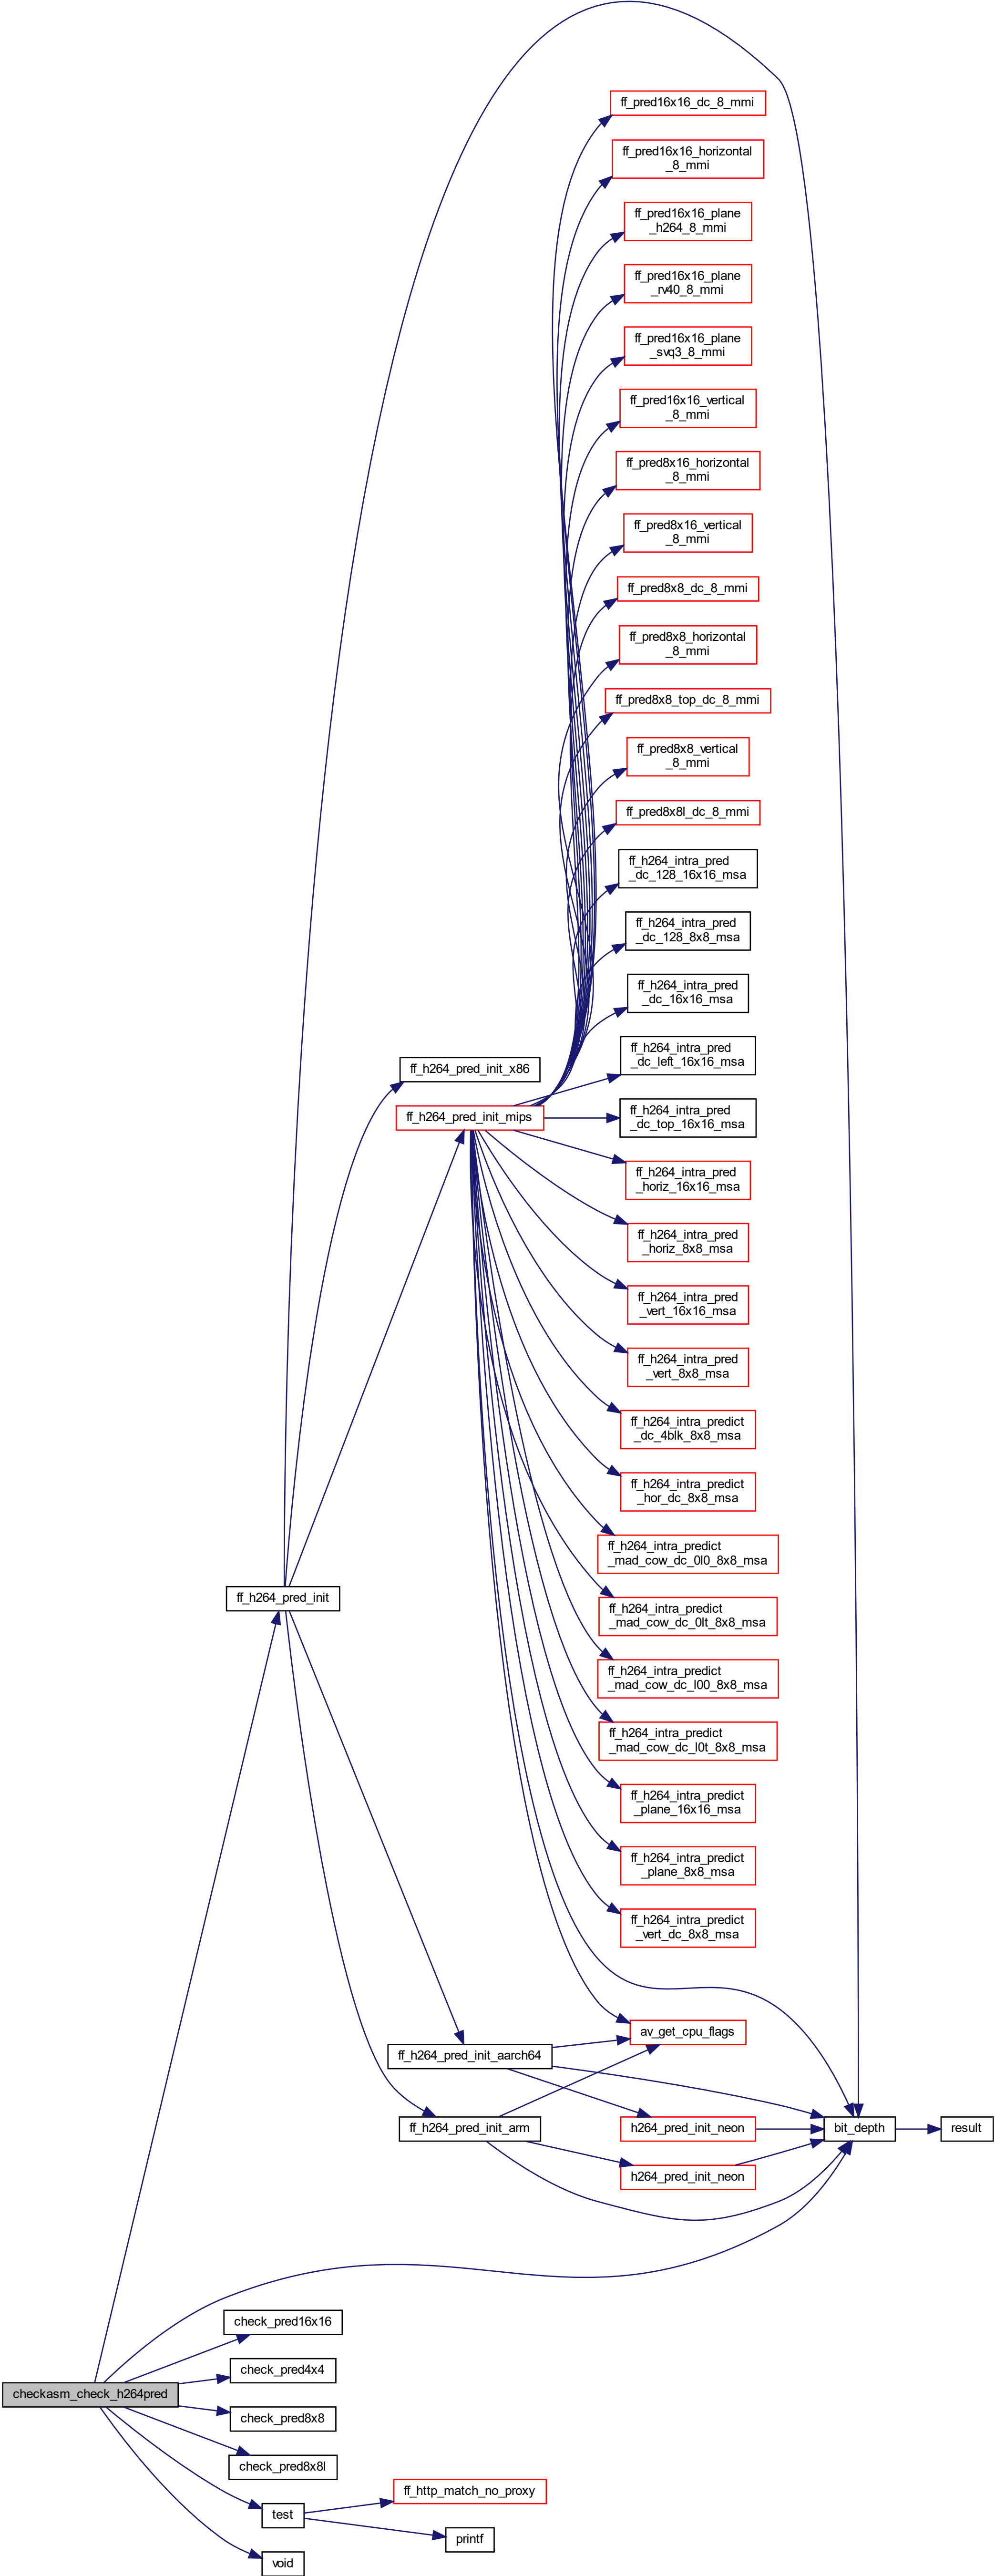 ff_pred16x16_dc_8_mmi
ff_pred16x16_horizontal
_8_mmi
ff_pred16x16_plane
_h264_8_mmi
ff_pred16x16_plane
_rv40_8_mmi
ff_pred16x16_plane
_svq3_8_mmi
ff_pred16x16_vertical
_8_mmi
ff_pred8x16_horizontal
_8_mmi
ff_pred8x16_vertical
_8_mmi
ff_pred8x8_dc_8_mmi
ff_pred8x8_horizontal
_8_mmi
ff_pred8x8_top_dc_8_mmi
ff_pred8x8_vertical
_8_mmi
ff_pred8x8l_dc_8_mmi
ff_h264_intra_pred
_dc_128_16x16_msa
ff_h264_intra_pred
_dc_128_8x8_msa
ff_h264_intra_pred
_dc_16x16_msa
ff_h264_intra_pred
_dc_left_16x16_msa
ff_h264_pred_init_x86
ff_h264_pred_init_mips
ff_h264_intra_pred
_dc_top_16x16_msa
ff_h264_intra_pred
_horiz_16x16_msa
ff_h264_intra_pred
_horiz_8x8_msa
ff_h264_intra_pred
_vert_16x16_msa
ff_h264_intra_pred
_vert_8x8_msa
ff_h264_intra_predict
_dc_4blk_8x8_msa
ff_h264_intra_predict
_hor_dc_8x8_msa
ff_h264_intra_predict
_mad_cow_dc_0l0_8x8_msa
ff_h264_pred_init
ff_h264_intra_predict
_mad_cow_dc_0lt_8x8_msa
ff_h264_intra_predict
_mad_cow_dc_l00_8x8_msa
ff_h264_intra_predict
_mad_cow_dc_l0t_8x8_msa
ff_h264_intra_predict
_plane_16x16_msa
ff_h264_intra_predict
_plane_8x8_msa
ff_h264_intra_predict
_vert_dc_8x8_msa
av_get_cpu_flags
ff_h264_pred_init_aarch64
ff_h264_pred_init_arm
h264_pred_init_neon
bit_depth
result
h264_pred_init_neon
check_pred16x16
check_pred4x4
checkasm_check_h264pred
check_pred8x8
check_pred8x8l
ff_http_match_no_proxy
test
printf
void